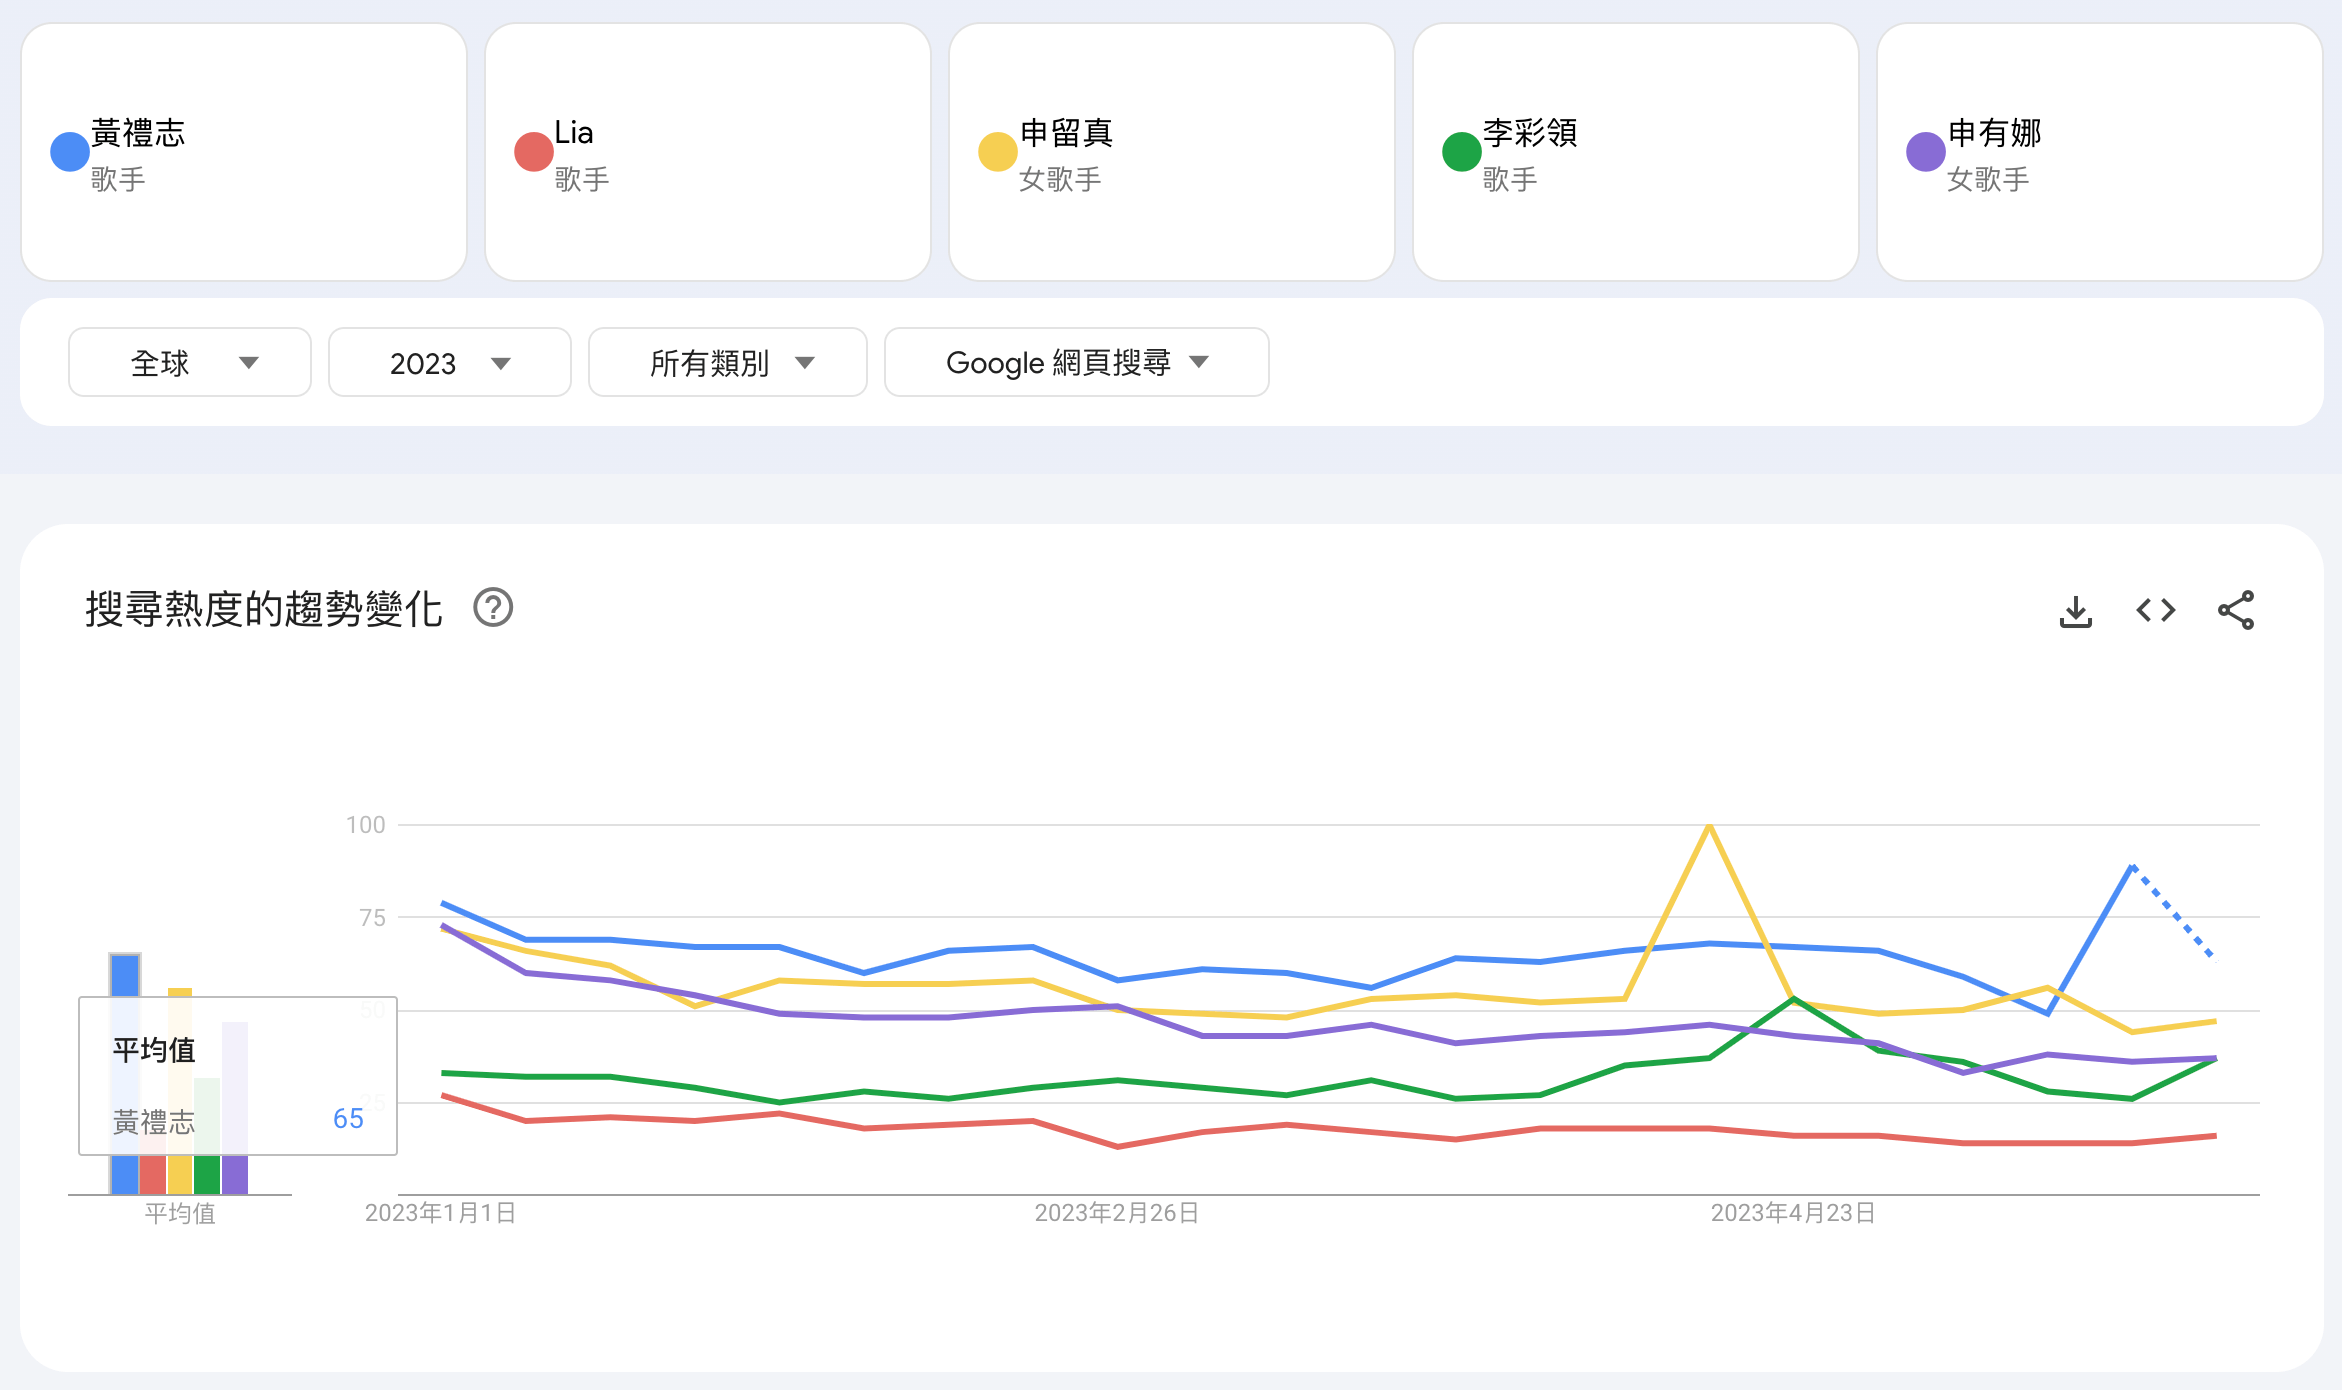 黃禮志
歌手
Lia
歌手
申留真
女歌手
李彩領
歌手
申有娜
女歌手
全球
2023
所有類別
Google 網頁搜尋
搜尋熱度的趨勢變化
100
75
50
25
平均值
黃禮志 65
平均值
2023年1月1日
2023年2月26日
2023年4月23日